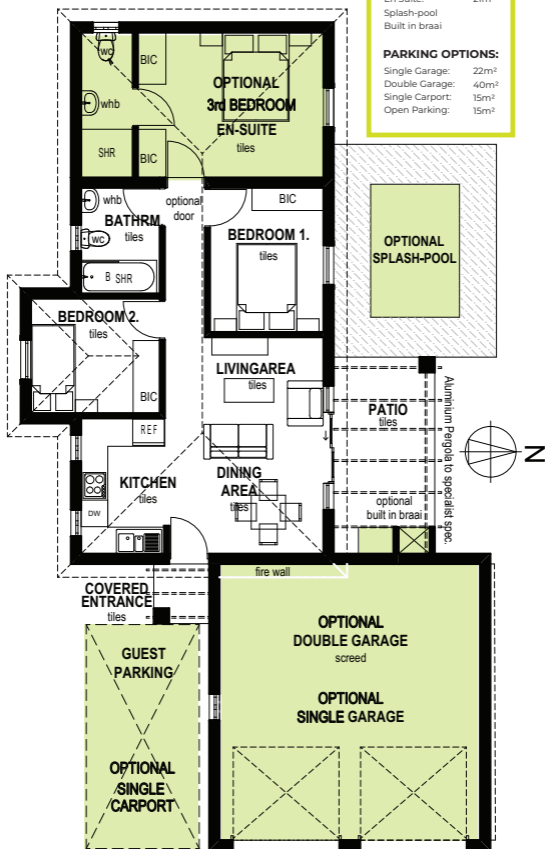 En Suite: 21m²
Splash-pool
Built in braai
PARKING OPTIONS:
Single Garage: 22m²
Double Garage: 40m²
Single Carport: 15m²
Open Parking: 15m²
WC
BIC
OPTIONAL
3rd BEDROOM
EN-SUITE
tiles
whb
SHR
BIC
optional
door
whb
BATHRM
tiles
WC
B SHR
BIC
BEDROOM 1.
tiles
OPTIONAL
SPLASH-POOL
BEDROOM 2.
tiles
BIC
LIVINGAREA
tiles
PATIO
tiles
Aluminium Pergola to specialist spec.
N
REF
KITCHEN
tiles
DW
DINING
AREA
tiles
optional
built in braai
fire wall
COVERED
ENTRANCE
tiles
GUEST
PARKING
OPTIONAL
SINGLE
CARPORT
OPTIONAL
DOUBLE GARAGE
screed
OPTIONAL
SINGLE GARAGE